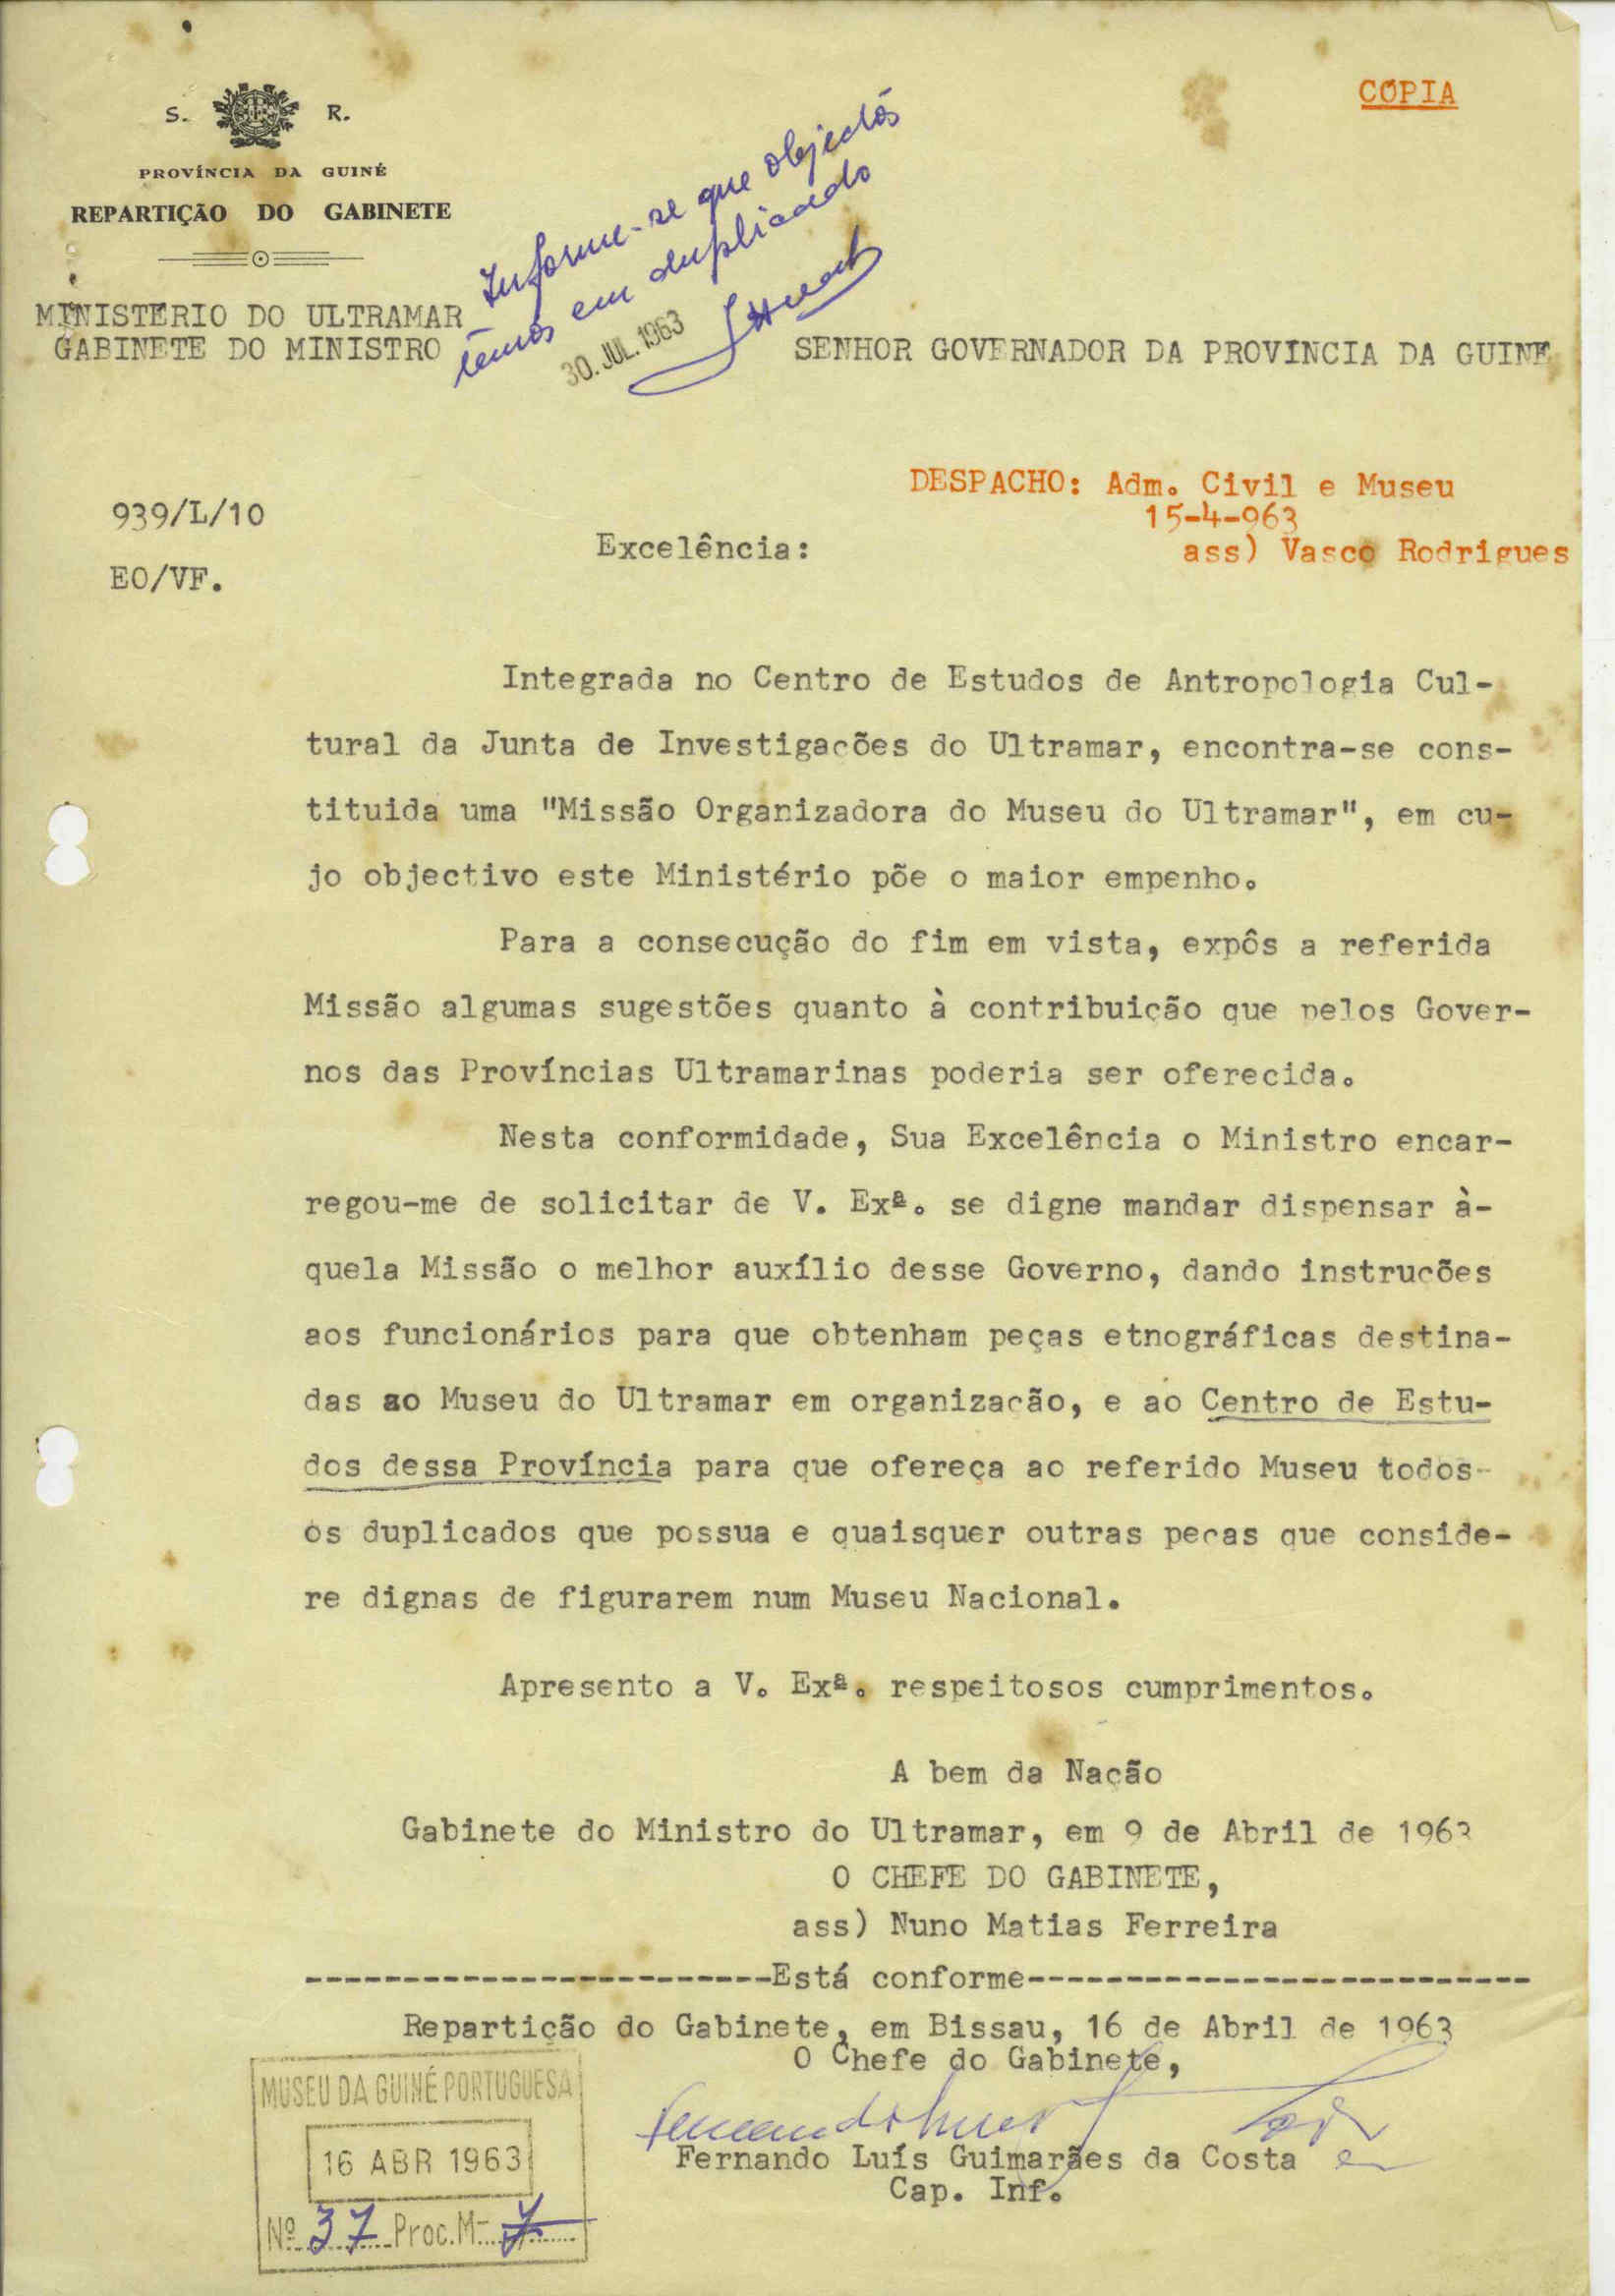 COPIA
S. R.
PROVÍNCIA DA GUINÉ
REPARTIÇÃO DO GABINETE
Informe-se que objectos
temos em duplicado
30. JUL. 1963
MINISTERIO DO ULTRAMAR
GABINETE DO MINISTRO
SENHOR GOVERNADOR DA PROVINCIA DA GUINE
DESPACHO: Adm. Civil e Museu
15-4-963
ass) Vasco Rodrigues
939/L/10
EO/VF.
Excelência:
Integrada no Centro de Estudos de Antropologia Cul-
tural da Junta de Investigações do Ultramar, encontra-se cons-
tituida uma "Missão Organizadora do Museu do Ultramar", em cu-
jo objectivo este Ministério põe o maior empenho.
Para a consecução do fim em vista, expôs a referida
Missão algumas sugestões quanto à contribuição que pelos Gover-
nos das Províncias Ultramarinas poderia ser oferecida.
Nesta conformidade, Sua Excelência o Ministro encar-
regou-me de solicitar de V. Exª. se digne mandar dispensar à-
quela Missão o melhor auxílio desse Governo, dando instruções
aos funcionários para que obtenham peças etnográficas destina-
das ao Museu do Ultramar em organização, e ao Centro de Estu-
dos dessa Província para que ofereça ao referido Museu todos
os duplicados que possua e quaisquer outras peças que conside-
re dignas de figurarem num Museu Nacional.
Apresento a V. Exª. respeitosos cumprimentos.
A bem da Nação
Gabinete do Ministro do Ultramar, em 9 de Abril de 1963
O CHEFE DO GABINETE,
ass) Nuno Matias Ferreira
------------------------Está conforme--------------------------
Repartição do Gabinete, em Bissau, 16 de Abril de 1963
O Chefe do Gabinete,
Fernando Luís Guimarães da Costa
Cap. Inf.
MUSEU DA GUINÉ PORTUGUESA
16 ABR 1963
Nº 37 Proc. M- 7